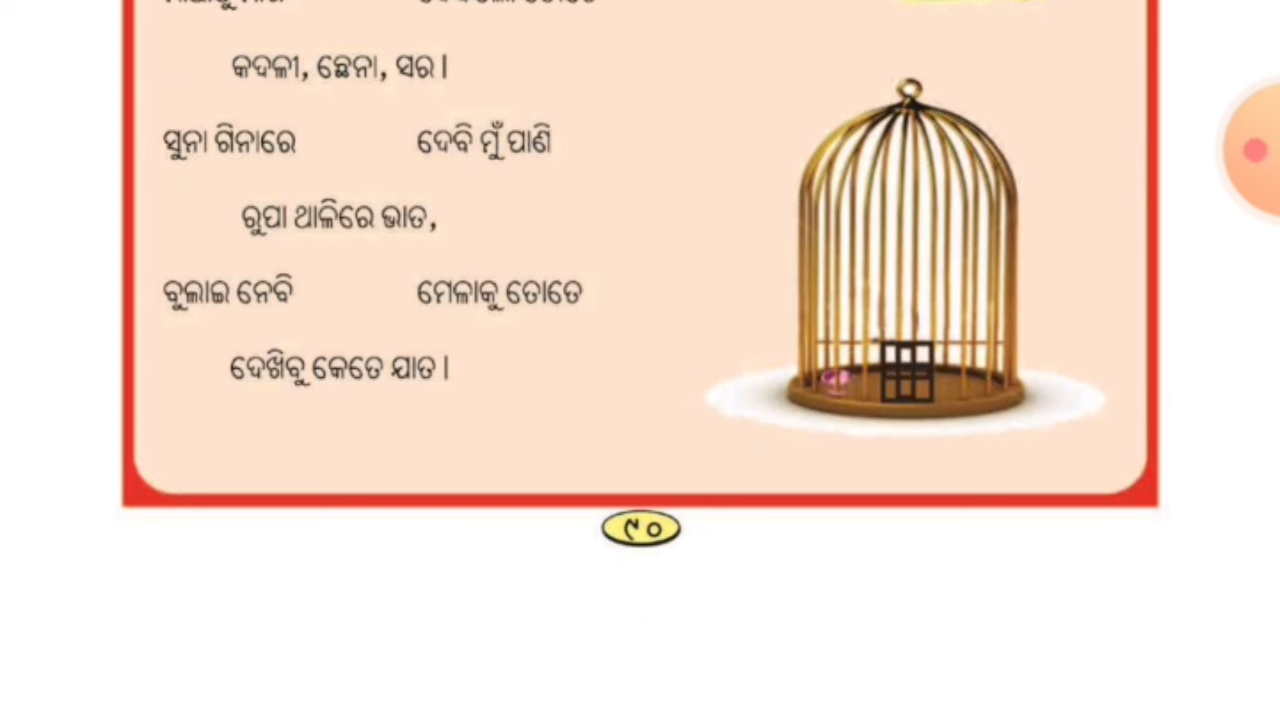 କଦଳୀ, ଛେନା, ସର ।
ସୁନା ଗିନାରେ ଦେବି ମୁଁ ପାଣି
ରୁପା ଥାଳିରେ ଭାତ,
ବୁଲାଇ ନେବି ମେଳାକୁ ତୋତେ
ଦେଖିବୁ କେତେ ଯାତ ।
୯୦